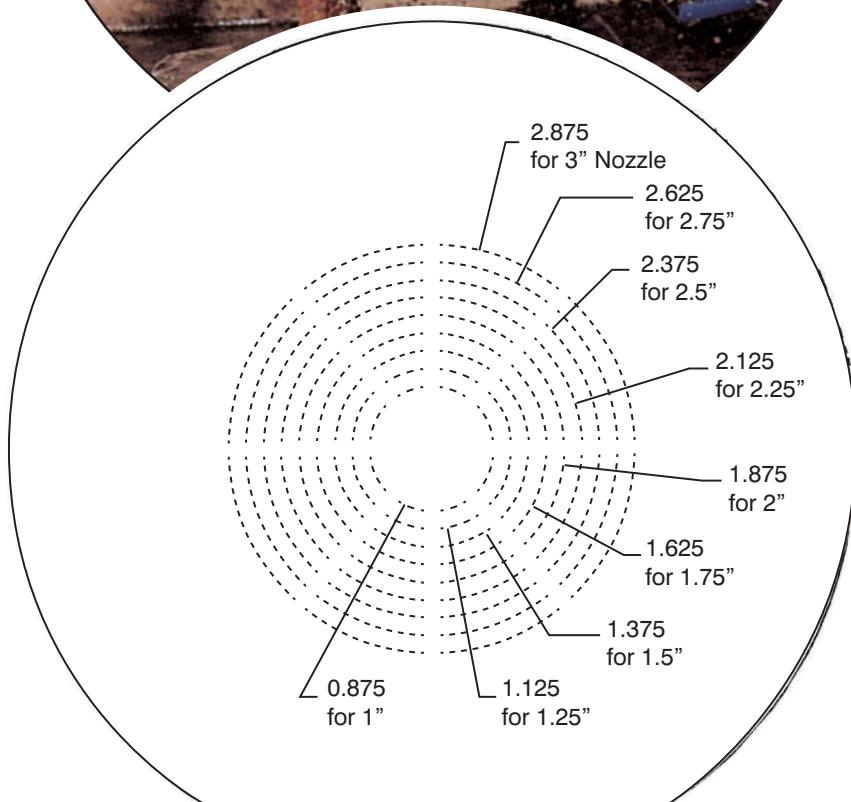 2.875
for 3” Nozzle
2.625
for 2.75”
2.375
for 2.5”
2.125
for 2.25”
1.875
for 2”
1.625
for 1.75”
1.375
for 1.5”
1.125
for 1.25”
0.875
for 1”